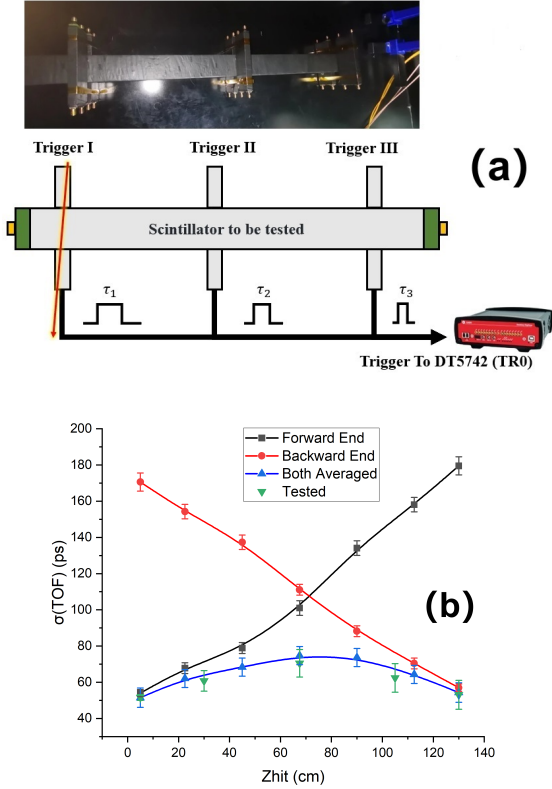 Trigger I
Trigger II
Trigger III
(a)
Scintillator to be tested
τ1
τ2
τ3
Trigger To DT5742 (TR0)
200
180
160
140
120
100
80
60
40
σ(TOF) (ps)
Forward End
Backward End
Both Averaged
Tested
(b)
0
20
40
60
80
100
120
140
Zhit (cm)